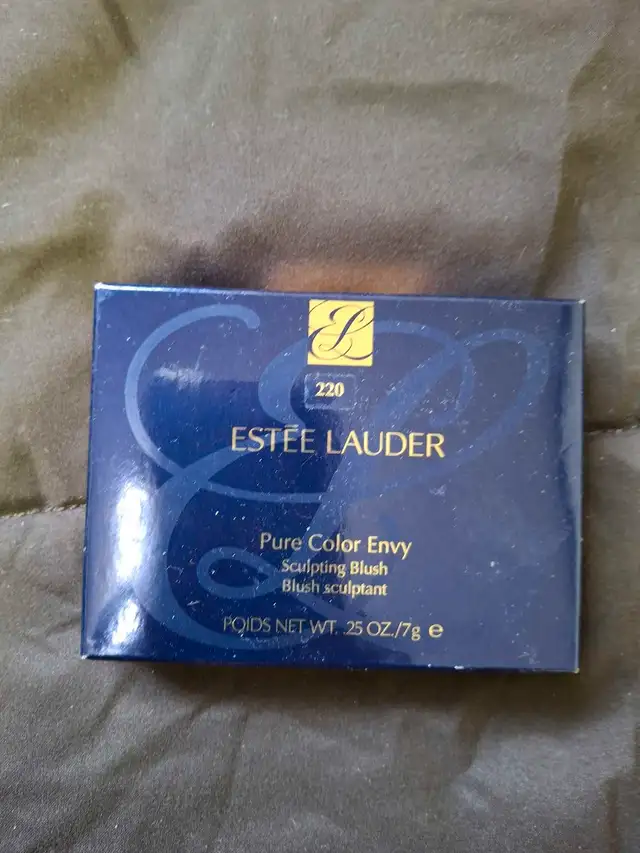 220
ESTĒE LAUDER
Pure Color Envy
Sculpting Blush
Blush sculptant
POIDS NET WT. .25 OZ./7g ℮